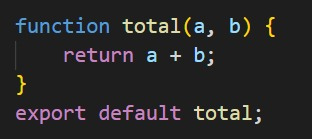 function total(a, b) {
    return a + b;
}
export default total;